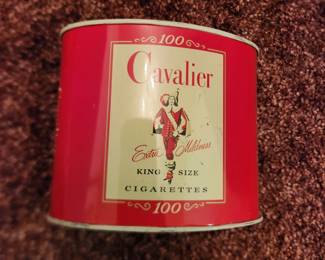 100
Cavalier
Extra Mildness
KING SIZE
CIGARETTES
100